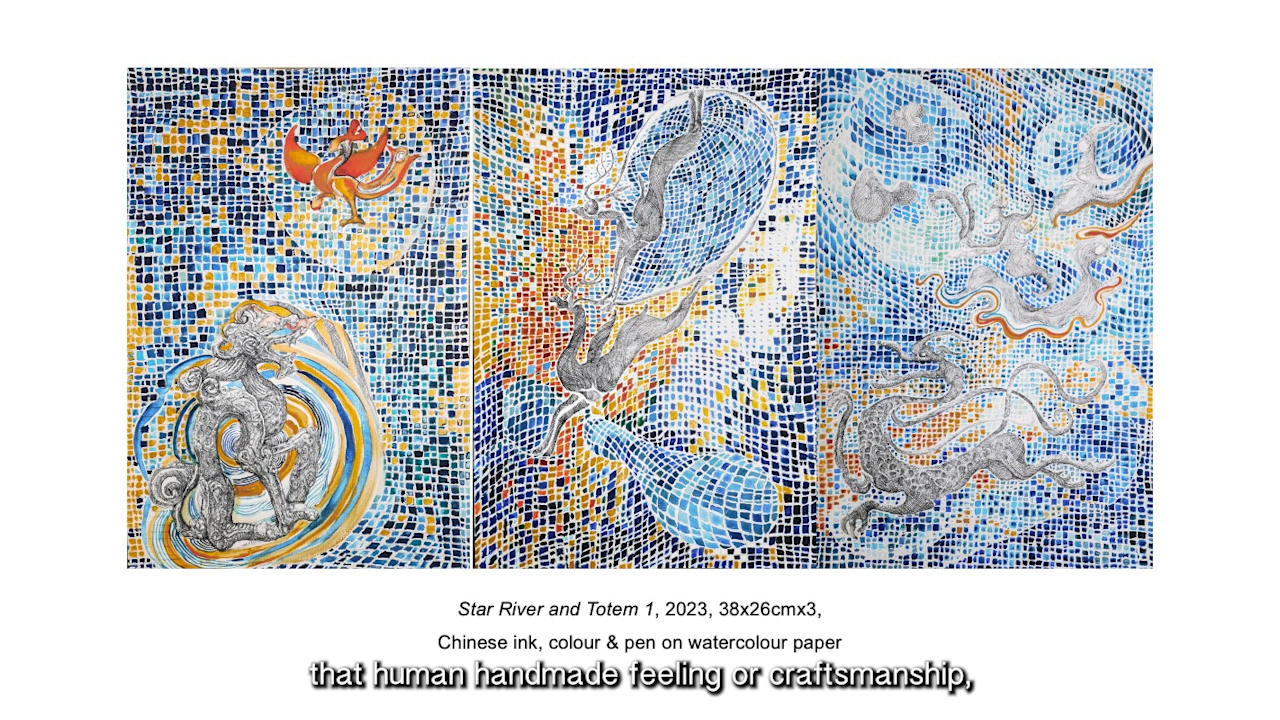 Star River and Totem 1, 2023, 38x26cmx3,
Chinese ink, colour & pen on watercolour paper
that human handmade feeling or craftsmanship,